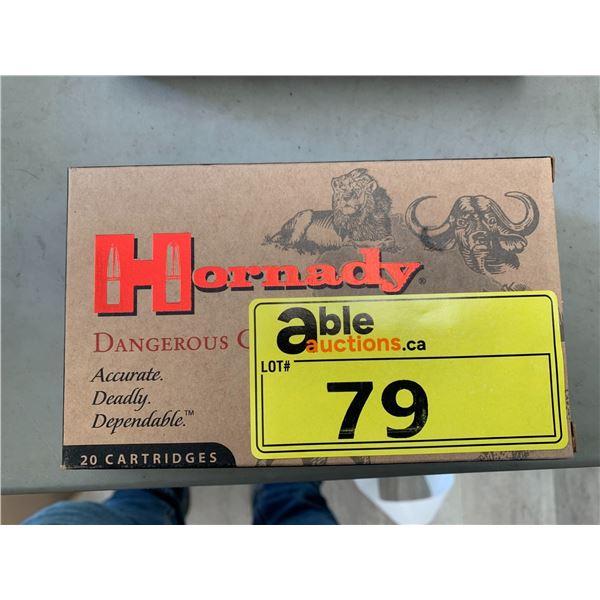 Hornady®
DANGEROUS G
Accurate.
Deadly.
Dependable.™
20 CARTRIDGES
able
auctions.ca
LOT#
79